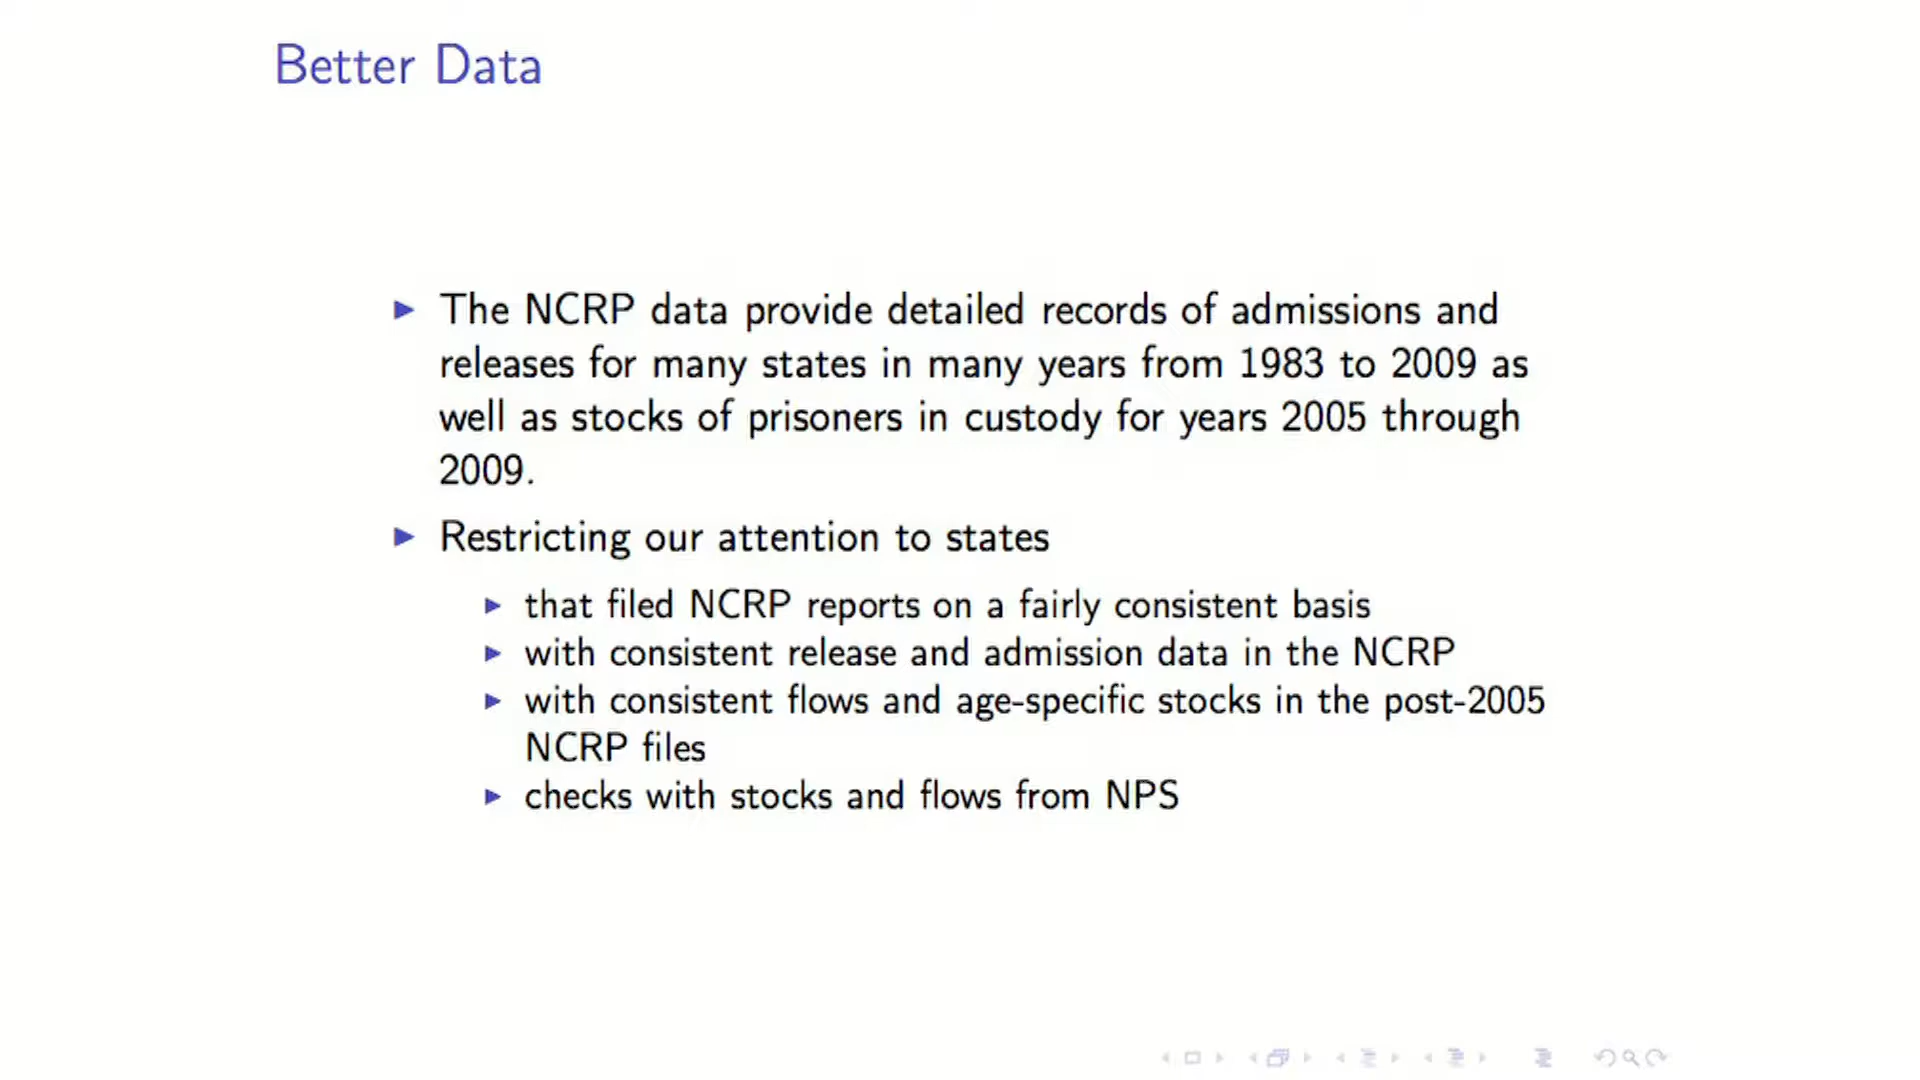 Better Data
The NCRP data provide detailed records of admissions and
releases for many states in many years from 1983 to 2009 as
well as stocks of prisoners in custody for years 2005 through
2009.
Restricting our attention to states
that filed NCRP reports on a fairly consistent basis
with consistent release and admission data in the NCRP
with consistent flows and age-specific stocks in the post-2005
NCRP files
checks with stocks and flows from NPS